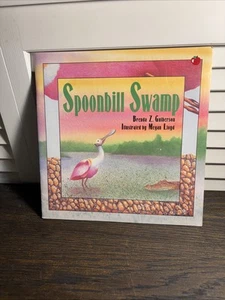 Spoonbill Swamp
Brenda Z. Guiberson
Illustrated by Megan Lloyd